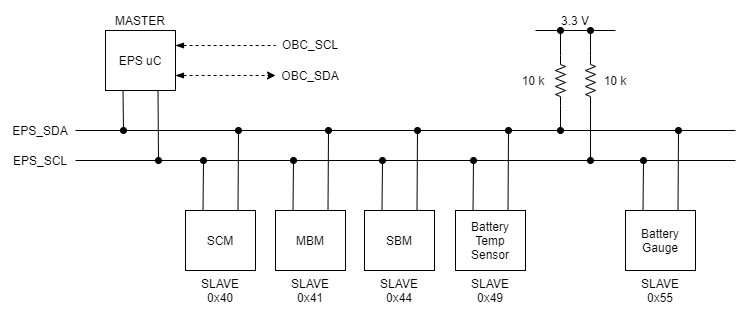 MASTER
EPS uC
OBC_SCL
OBC_SDA
3.3 V
10 k
10 k
EPS_SDA
EPS_SCL
SCM
MBM
SBM
Battery
Temp
Sensor
Battery
Gauge
SLAVE
0x40
SLAVE
0x41
SLAVE
0x44
SLAVE
0x49
SLAVE
0x55